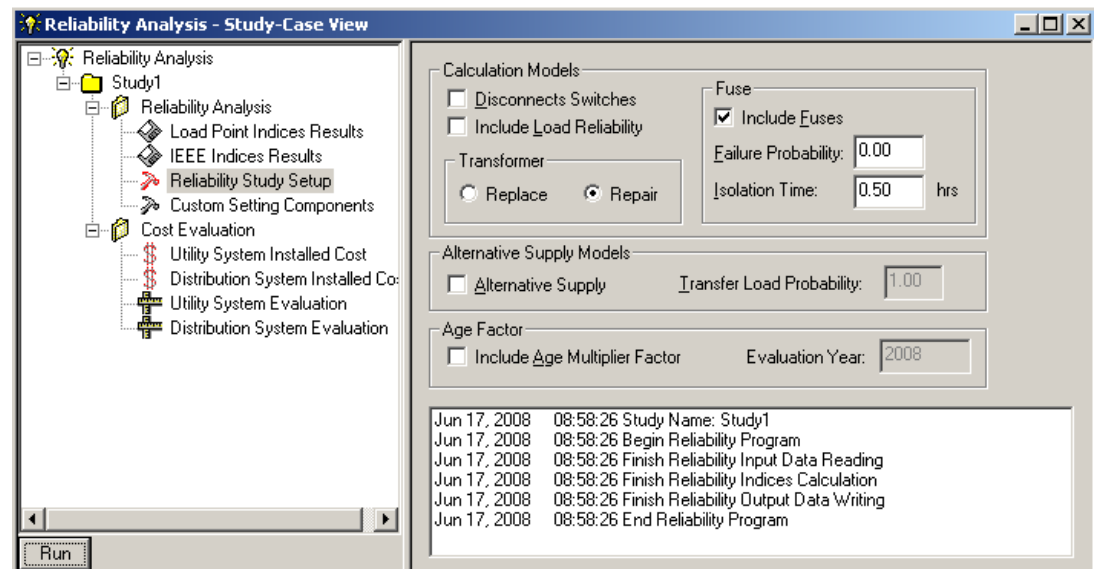 Reliability Analysis - Study-Case View
Reliability Analysis
Study1
Reliability Analysis
Load Point Indices Results
IEEE Indices Results
Reliability Study Setup
Custom Setting Components
Cost Evaluation
Utility System Installed Cost
Distribution System Installed Co
Utility System Evaluation
Distribution System Evaluation
Run
Calculation Models
Disconnects Switches
Include Load Reliability
Transformer
Replace Repair
Fuse
Include Fuses
Failure Probability: 0.00
Isolation Time: 0.50 hrs
Alternative Supply Models
Alternative Supply Transfer Load Probability: 1.00
Age Factor
Include Age Multiplier Factor Evaluation Year: 2008
Jun 17, 2008 08:58:26 Study Name: Study1
Jun 17, 2008 08:58:26 Begin Reliability Program
Jun 17, 2008 08:58:26 Finish Reliability Input Data Reading
Jun 17, 2008 08:58:26 Finish Reliability Indices Calculation
Jun 17, 2008 08:58:26 Finish Reliability Output Data Writing
Jun 17, 2008 08:58:26 End Reliability Program